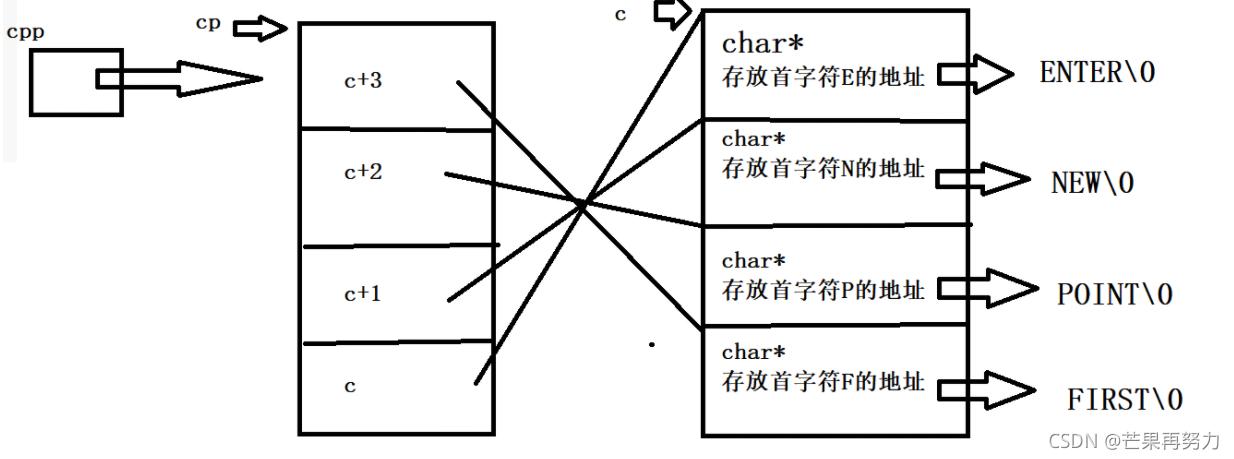 cpp
cp
c+3
c+2
c+1
c
c
char*
存放首字符E的地址
ENTER\0
char*
存放首字符N的地址
NEW\0
char*
存放首字符P的地址
POINT\0
char*
存放首字符F的地址
FIRST\0
CSDN @芒果再努力